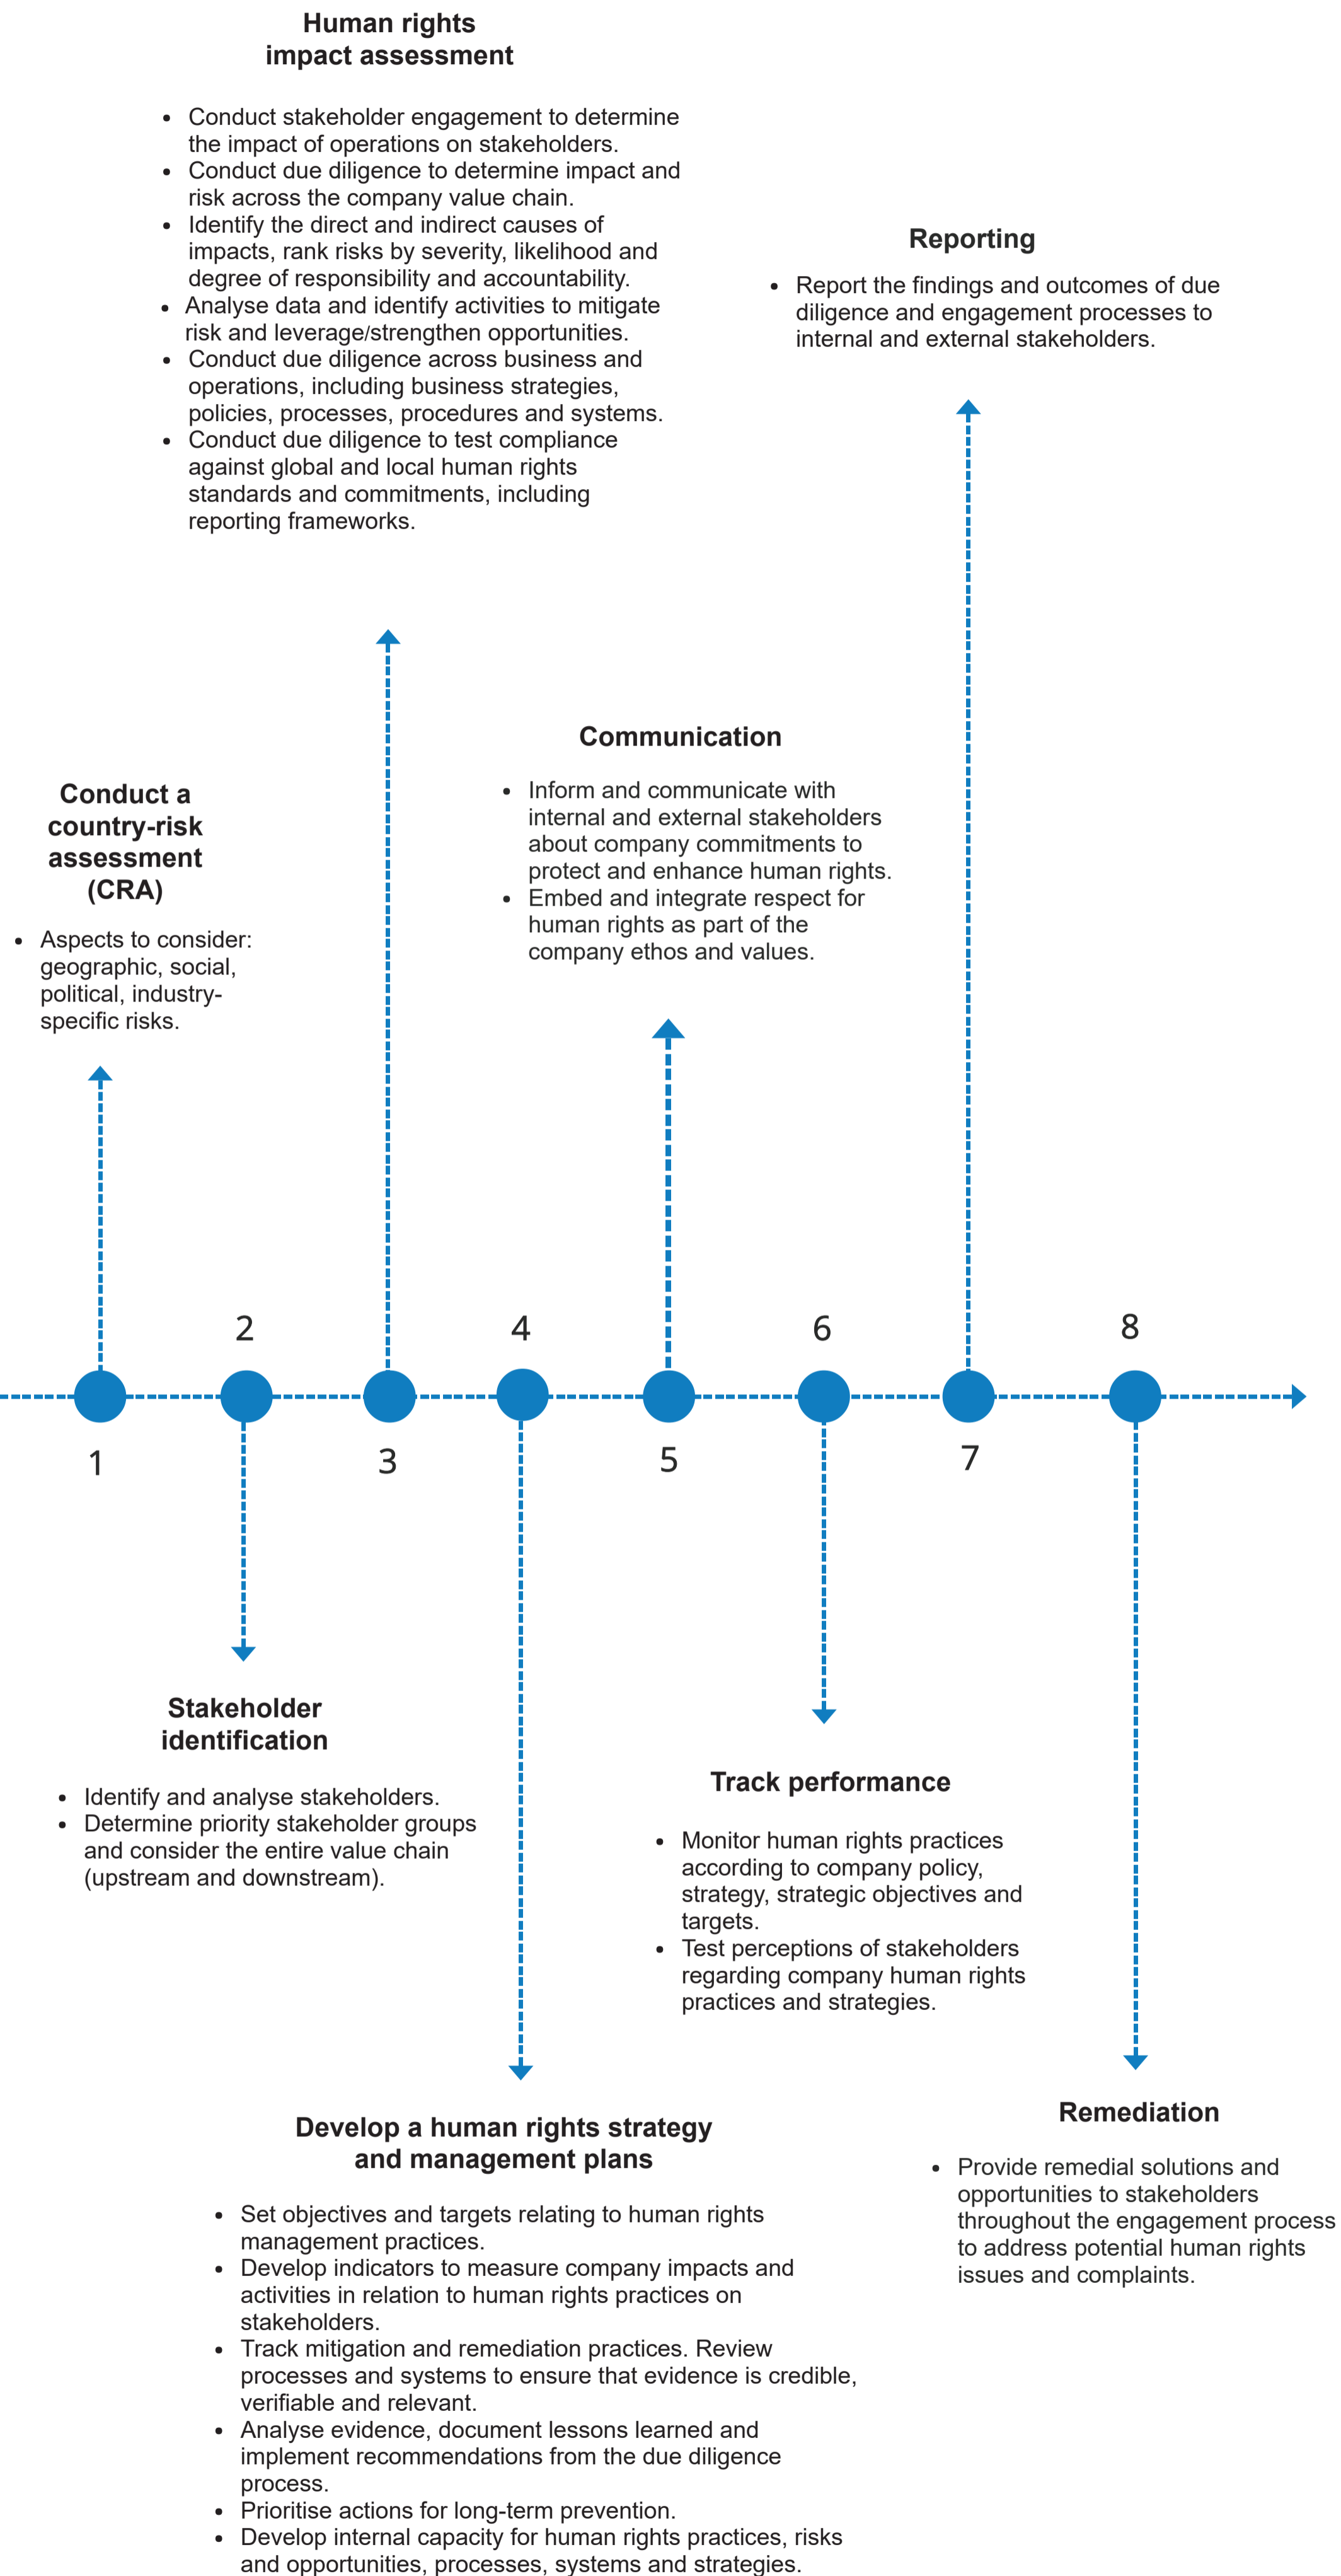 Human rights
impact assessment
• Conduct stakeholder engagement to determine
the impact of operations on stakeholders.
• Conduct due diligence to determine impact and
risk across the company value chain.
• Identify the direct and indirect causes of
impacts, rank risks by severity, likelihood and
degree of responsibility and accountability.
• Analyse data and identify activities to mitigate
risk and leverage/strengthen opportunities.
• Conduct due diligence across business and
operations, including business strategies,
policies, processes, procedures and systems.
• Conduct due diligence to test compliance
against global and local human rights
standards and commitments, including
reporting frameworks.
Reporting
• Report the findings and outcomes of due
diligence and engagement processes to
internal and external stakeholders.
Communication
• Inform and communicate with
internal and external stakeholders
about company commitments to
protect and enhance human rights.
• Embed and integrate respect for
human rights as part of the
company ethos and values.
Conduct a
country-risk
assessment
(CRA)
• Aspects to consider:
geographic, social,
political, industry-
specific risks.
2
4
6
8
1
3
5
7
Stakeholder
identification
• Identify and analyse stakeholders.
• Determine priority stakeholder groups
and consider the entire value chain
(upstream and downstream).
Track performance
• Monitor human rights practices
according to company policy,
strategy, strategic objectives and
targets.
• Test perceptions of stakeholders
regarding company human rights
practices and strategies.
Develop a human rights strategy
and management plans
• Set objectives and targets relating to human rights
management practices.
• Develop indicators to measure company impacts and
activities in relation to human rights practices on
stakeholders.
• Track mitigation and remediation practices. Review
processes and systems to ensure that evidence is credible,
verifiable and relevant.
• Analyse evidence, document lessons learned and
implement recommendations from the due diligence
process.
• Prioritise actions for long-term prevention.
• Develop internal capacity for human rights practices, risks
and opportunities, processes, systems and strategies.
Remediation
• Provide remedial solutions and
opportunities to stakeholders
throughout the engagement process
to address potential human rights
issues and complaints.